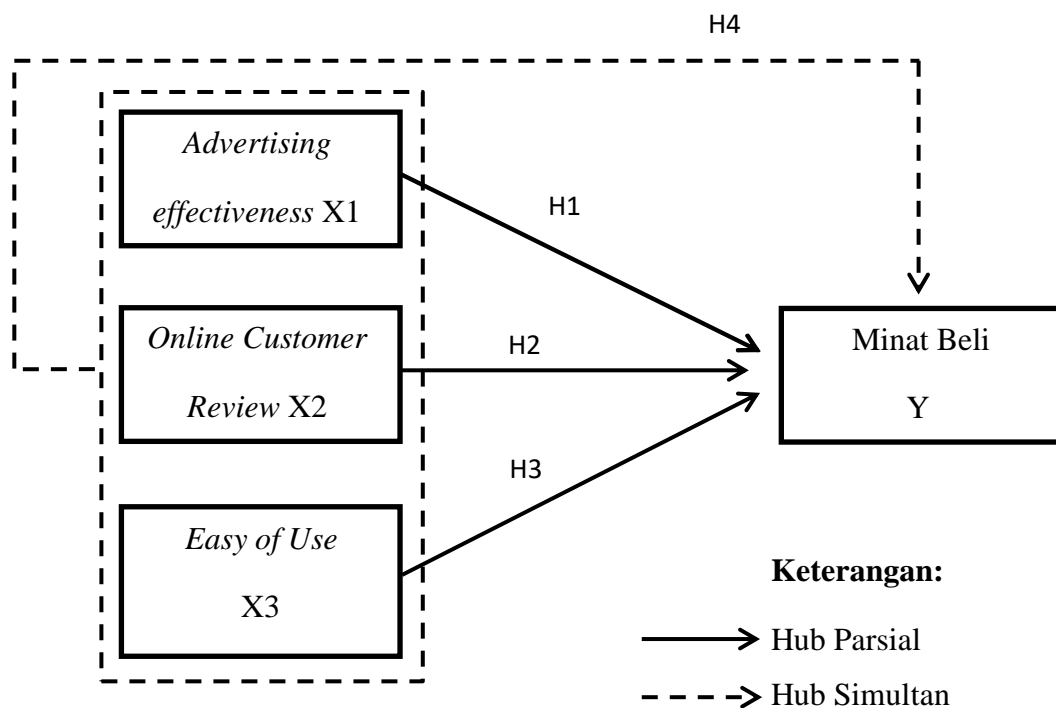 H4
Advertising
effectiveness X1
H1
Online Customer
Review X2
H2
Minat Beli
Y
H3
Easy of Use
X3
Keterangan:
Hub Parsial
Hub Simultan